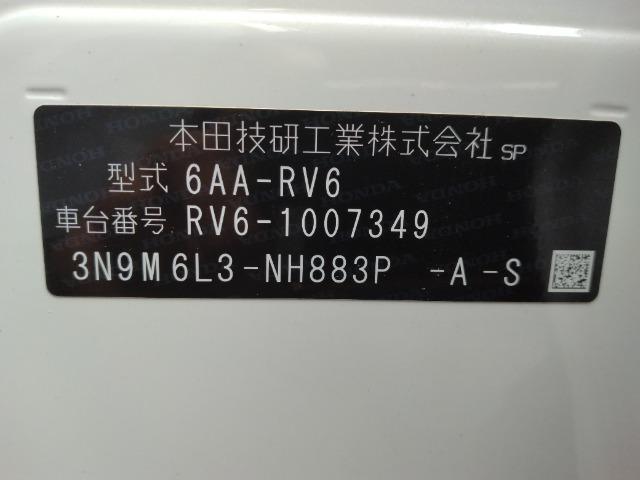 本田技研工業株式会社 SP
型式 6AA-RV6
車台番号 RV6-1007349
3N9M6L3-NH883P -A-S